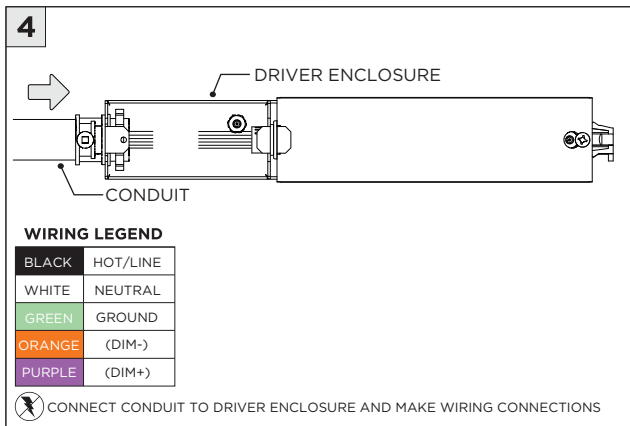 4
DRIVER ENCLOSURE
CONDUIT
WIRING LEGEND
BLACK HOT/LINE
WHITE NEUTRAL
GREEN GROUND
ORANGE (DIM-)
PURPLE (DIM+)
CONNECT CONDUIT TO DRIVER ENCLOSURE AND MAKE WIRING CONNECTIONS